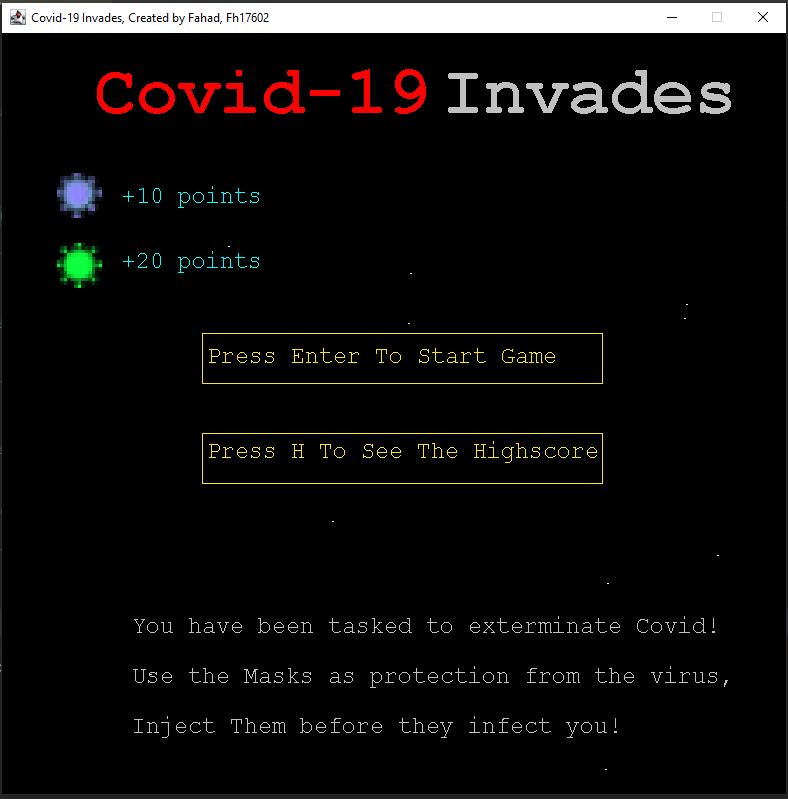 Covid-19 Invades, Created by Fahad, Fh17602
Covid-19 Invades
+10 points
+20 points
Press Enter To Start Game
Press H To See The Highscore
You have been tasked to exterminate Covid!
Use the Masks as protection from the virus,
Inject Them before they infect you!